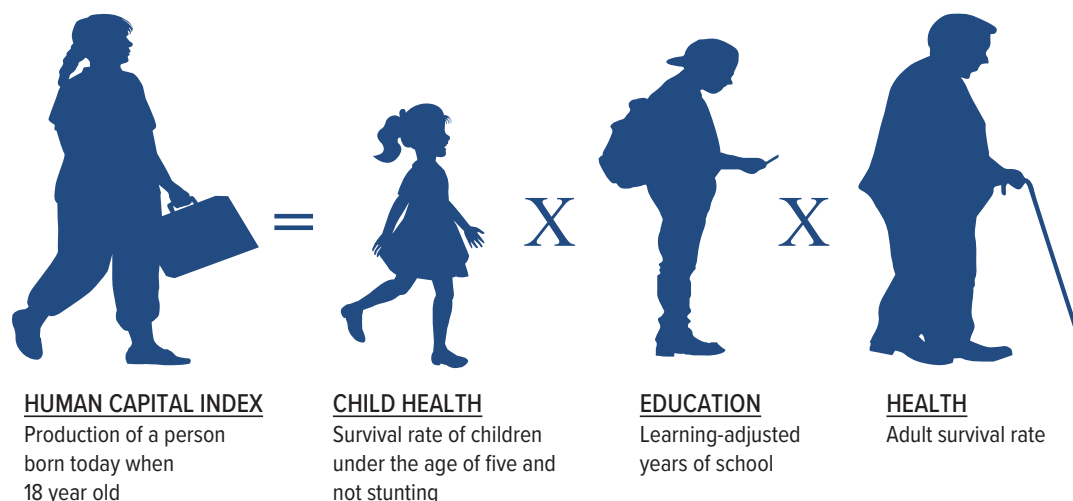 =
X
X
HUMAN CAPITAL INDEX
Production of a person
born today when
18 year old
CHILD HEALTH
Survival rate of children
under the age of five and
not stunting
EDUCATION
Learning-adjusted
years of school
HEALTH
Adult survival rate